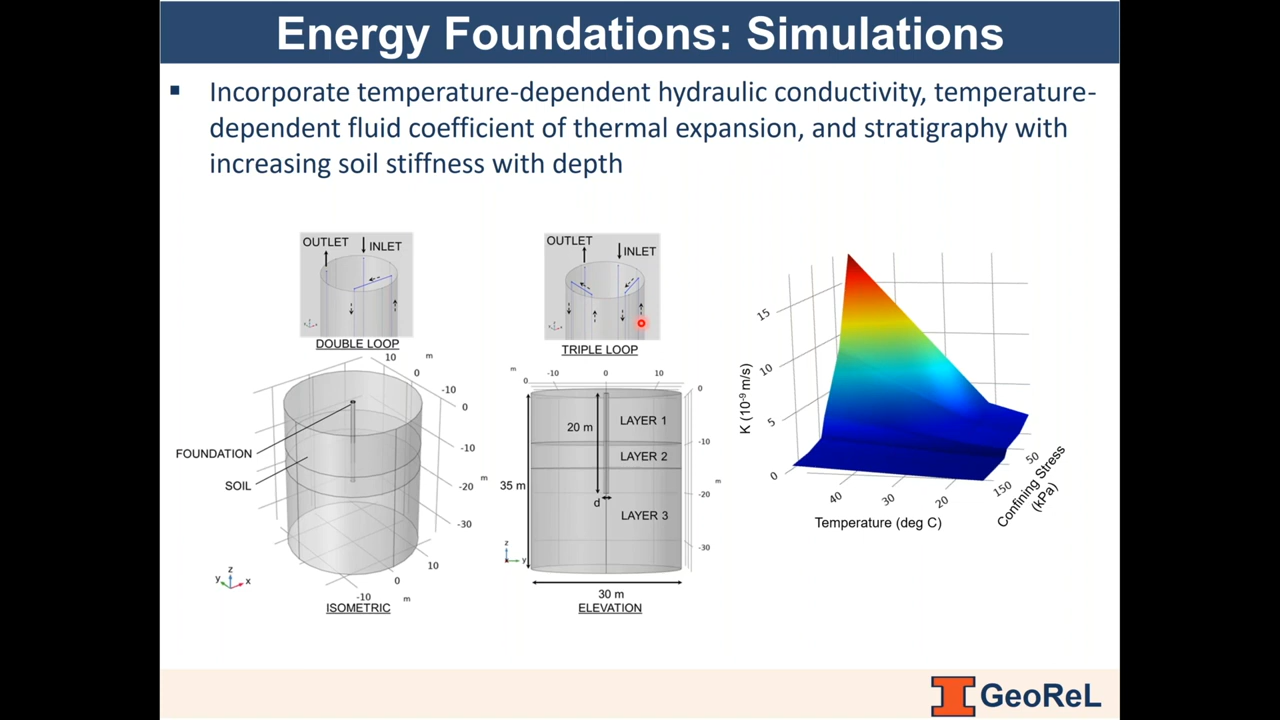 Energy Foundations: Simulations
▪ Incorporate temperature-dependent hydraulic conductivity, temperature-
dependent fluid coefficient of thermal expansion, and stratigraphy with
increasing soil stiffness with depth
OUTLET INLET
DOUBLE LOOP
10 m
0
-10
0
-10
m
-20
-30
FOUNDATION
SOIL
10
0
-10 m
z
y x
ISOMETRIC
OUTLET INLET
TRIPLE LOOP
m -10 0 10
0 0
20 m
LAYER 1
-10
LAYER 2
35 m
m
-20
d
LAYER 3
-30
z
y
30 m
ELEVATION
15
10
5
0
K (10-9 m/s)
40
30
20
Temperature (deg C)
50
150
Confining Stress
(kPa)
I GeoReL